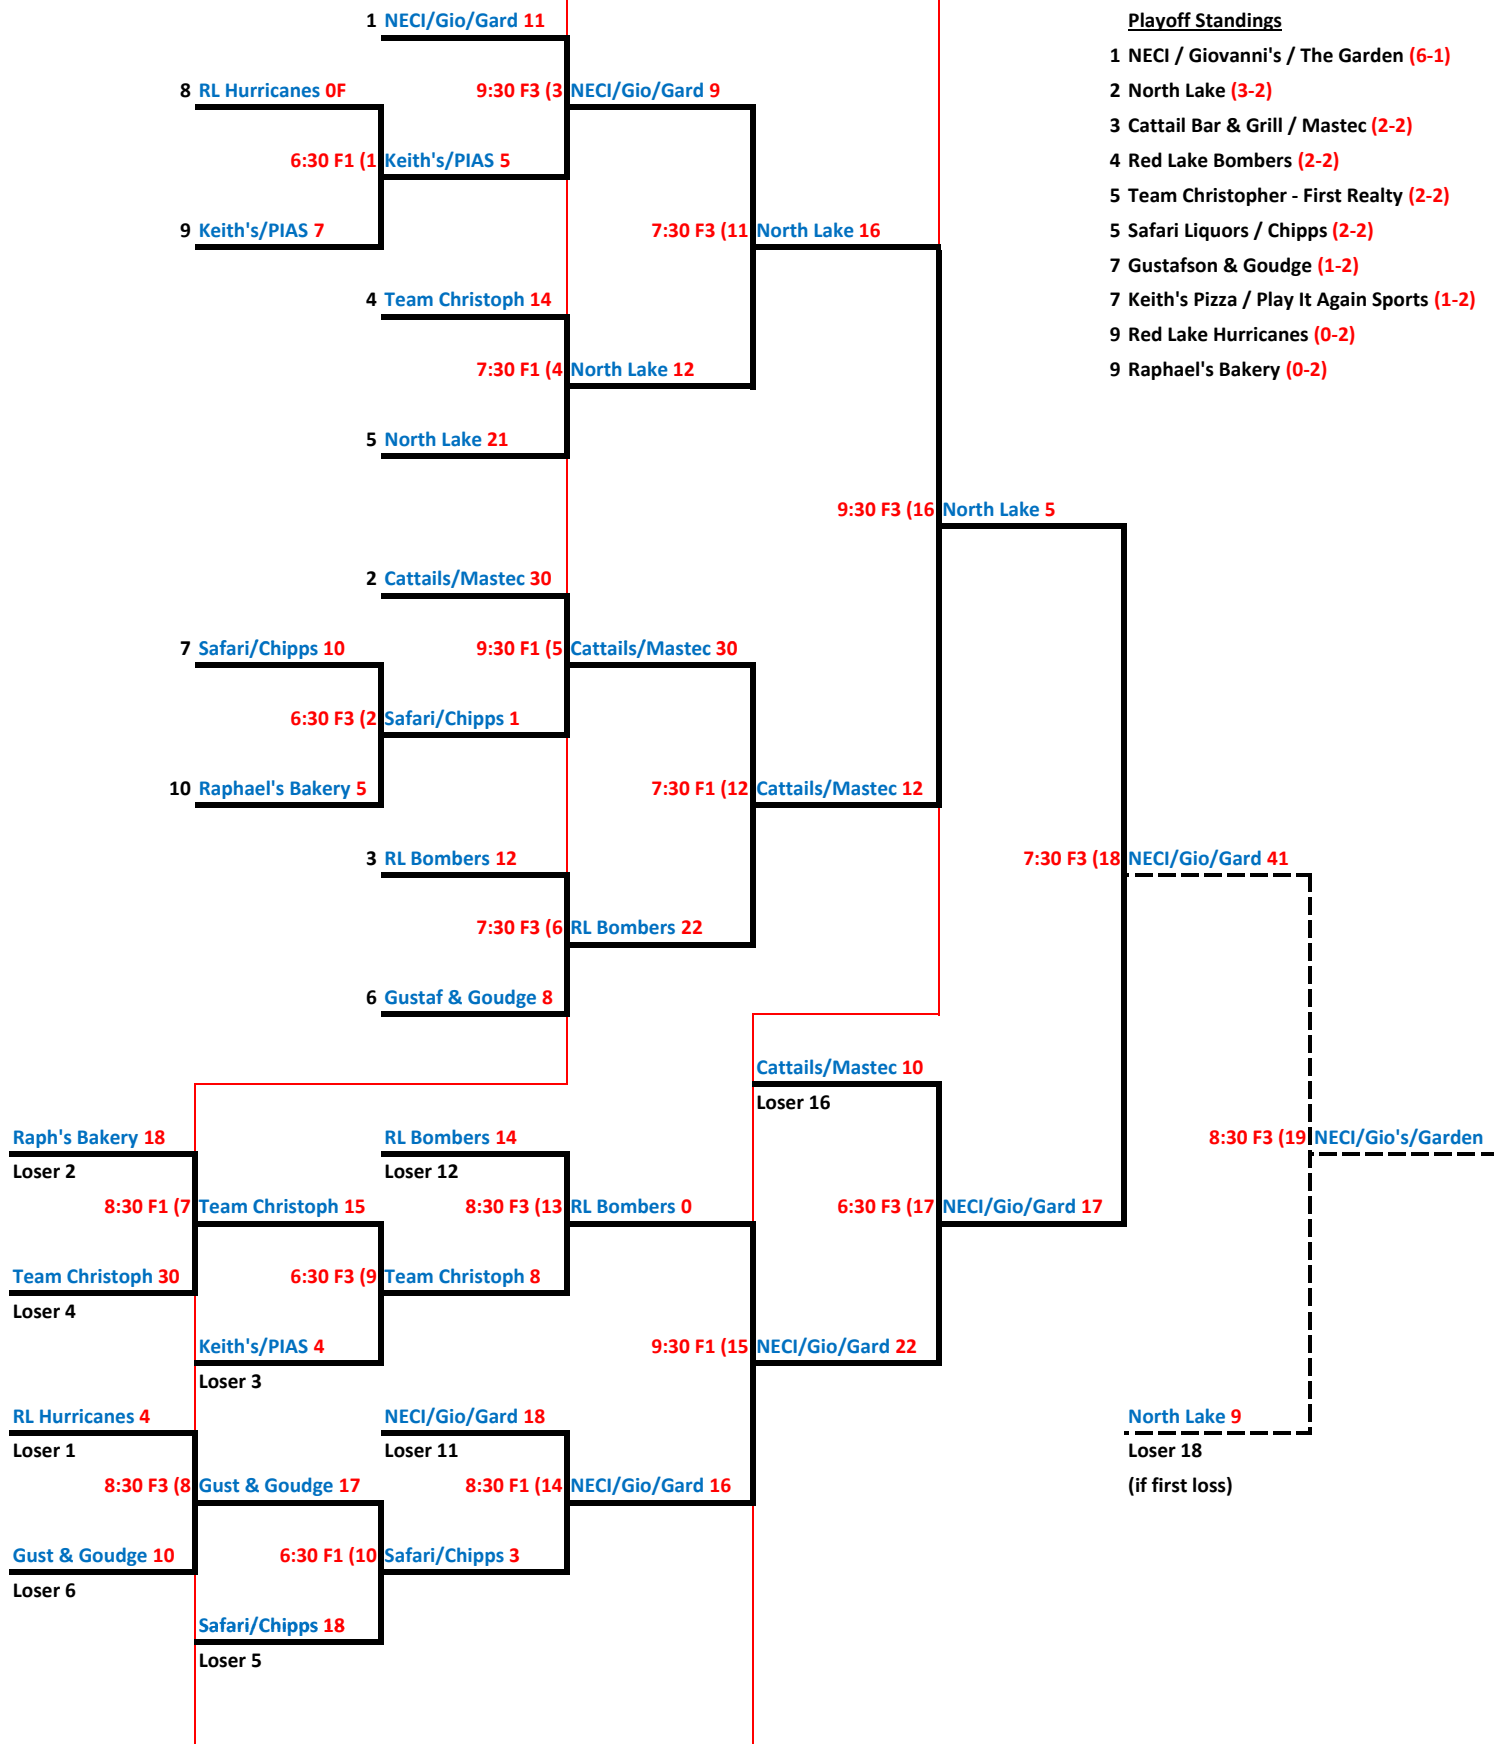 1 NECI/Gio/Gard 11
Playoff Standings
1 NECI / Giovanni's / The Garden (6-1)
8 RL Hurricanes 0F
9:30 F3 (3 NECI/Gio/Gard 9
2 North Lake (3-2)
3 Cattail Bar & Grill / Mastec (2-2)
6:30 F1 (1 Keith's/PIAS 5
4 Red Lake Bombers (2-2)
5 Team Christopher - First Realty (2-2)
9 Keith's/PIAS 7
7:30 F3 (11 North Lake 16
5 Safari Liquors / Chipps (2-2)
7 Gustafson & Goudge (1-2)
4 Team Christoph 14
7 Keith's Pizza / Play It Again Sports (1-2)
9 Red Lake Hurricanes (0-2)
7:30 F1 (4 North Lake 12
9 Raphael's Bakery (0-2)
5 North Lake 21
9:30 F3 (16 North Lake 5
2 Cattails/Mastec 30
7 Safari/Chipps 10
9:30 F1 (5 Cattails/Mastec 30
6:30 F3 (2 Safari/Chipps 1
10 Raphael's Bakery 5
7:30 F1 (12 Cattails/Mastec 12
3 RL Bombers 12
7:30 F3 (18 NECI/Gio/Gard 41
7:30 F3 (6 RL Bombers 22
6 Gustaf & Goudge 8
Cattails/Mastec 10
Loser 16
Raph's Bakery 18
RL Bombers 14
8:30 F3 (19 NECI/Gio's/Garden
Loser 2
Loser 12
8:30 F1 (7 Team Christoph 15
8:30 F3 (13 RL Bombers 0
6:30 F3 (17 NECI/Gio/Gard 17
Team Christoph 30
6:30 F3 (9 Team Christoph 8
Loser 4
Keith's/PIAS 4
9:30 F1 (15 NECI/Gio/Gard 22
Loser 3
RL Hurricanes 4
NECI/Gio/Gard 18
North Lake 9
Loser 1
Loser 11
Loser 18
8:30 F3 (8 Gust & Goudge 17
8:30 F1 (14 NECI/Gio/Gard 16
(if first loss)
Gust & Goudge 10
6:30 F1 (10 Safari/Chipps 3
Loser 6
Safari/Chipps 18
Loser 5